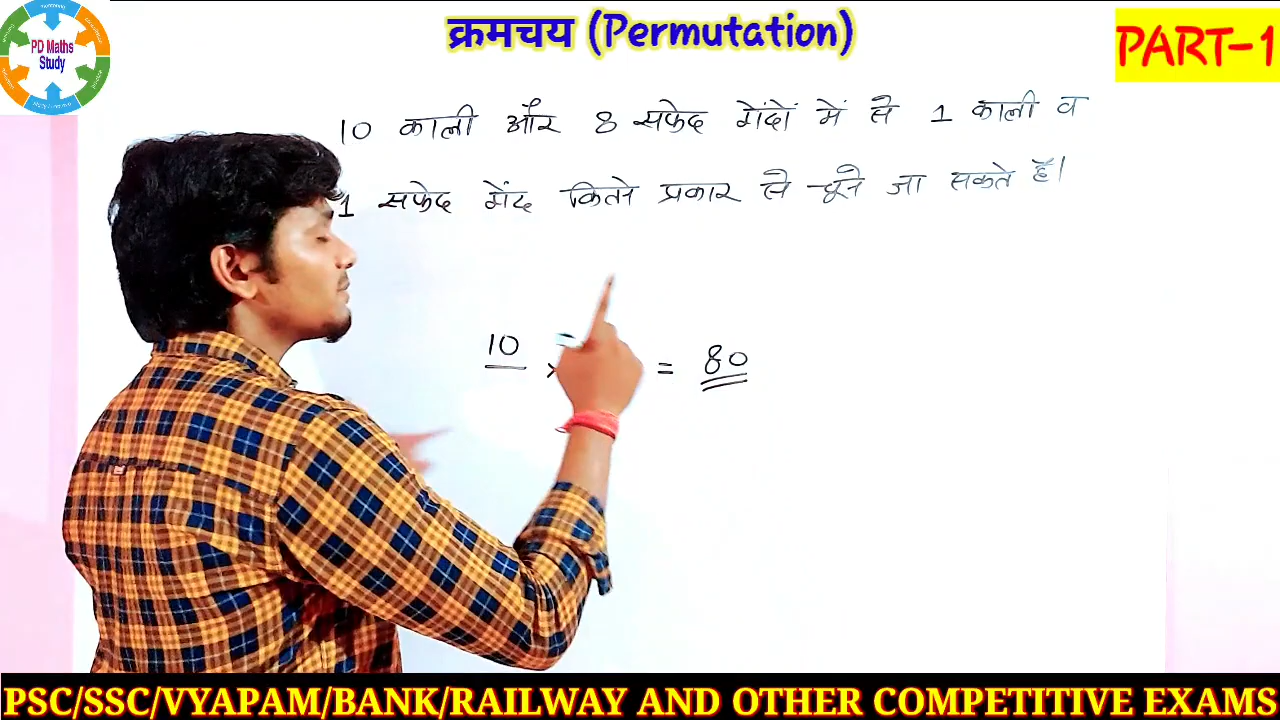 क्रमचय (Permutation)
PART-1
PD Maths
Study
10 काली और 8 सफेद गेंदों में से 1 काली व
1 सफेद गेंद कितने प्रकार से चूने जा सकते हैं।
10 × = 80
PSC/SSC/VYAPAM/BANK/RAILWAY AND OTHER COMPETITIVE EXAMS